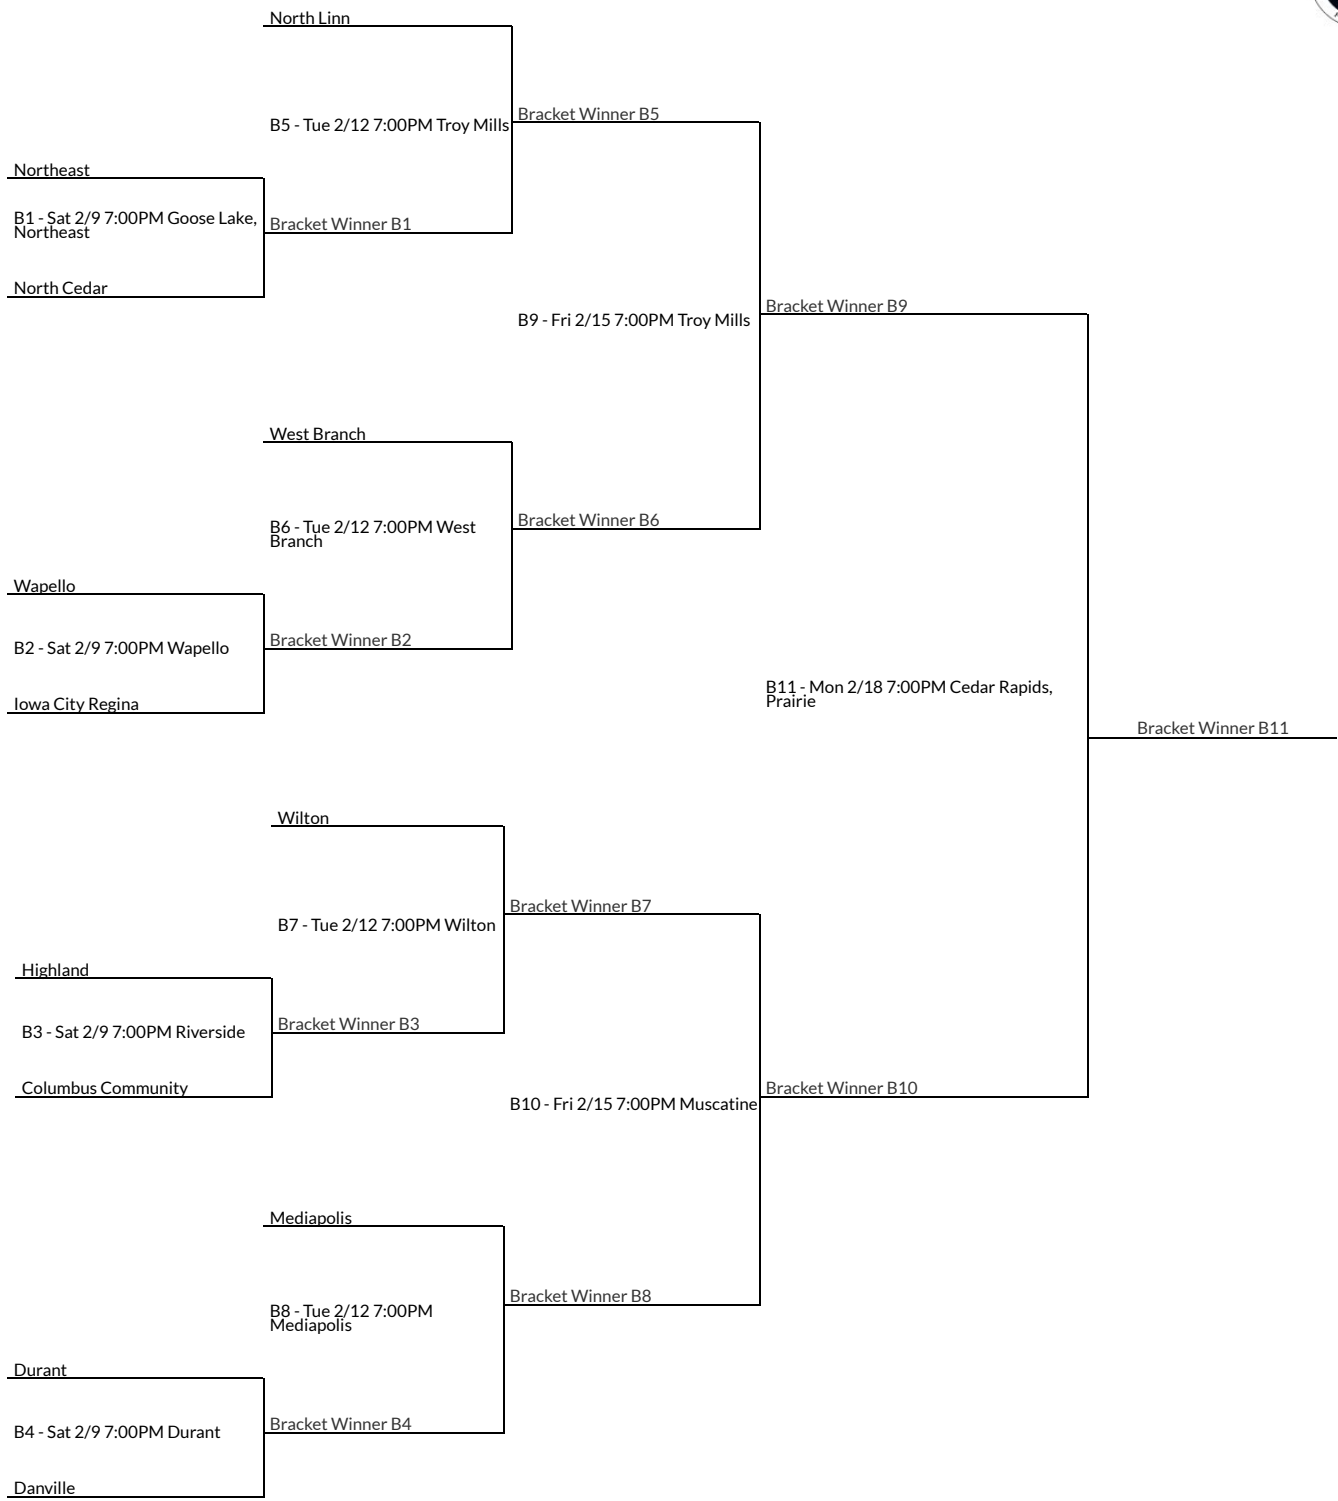 North Linn
B5 - Tue 2/12 7:00PM Troy Mills
Bracket Winner B5
Northeast
B1 - Sat 2/9 7:00PM Goose Lake,
Northeast
Bracket Winner B1
North Cedar
B9 - Fri 2/15 7:00PM Troy Mills
Bracket Winner B9
West Branch
B6 - Tue 2/12 7:00PM West
Branch
Bracket Winner B6
Wapello
B2 - Sat 2/9 7:00PM Wapello
Bracket Winner B2
Iowa City Regina
B11 - Mon 2/18 7:00PM Cedar Rapids,
Prairie
Bracket Winner B11
Wilton
B7 - Tue 2/12 7:00PM Wilton
Bracket Winner B7
Highland
B3 - Sat 2/9 7:00PM Riverside
Bracket Winner B3
Columbus Community
B10 - Fri 2/15 7:00PM Muscatine
Bracket Winner B10
Mediapolis
B8 - Tue 2/12 7:00PM
Mediapolis
Bracket Winner B8
Durant
B4 - Sat 2/9 7:00PM Durant
Bracket Winner B4
Danville